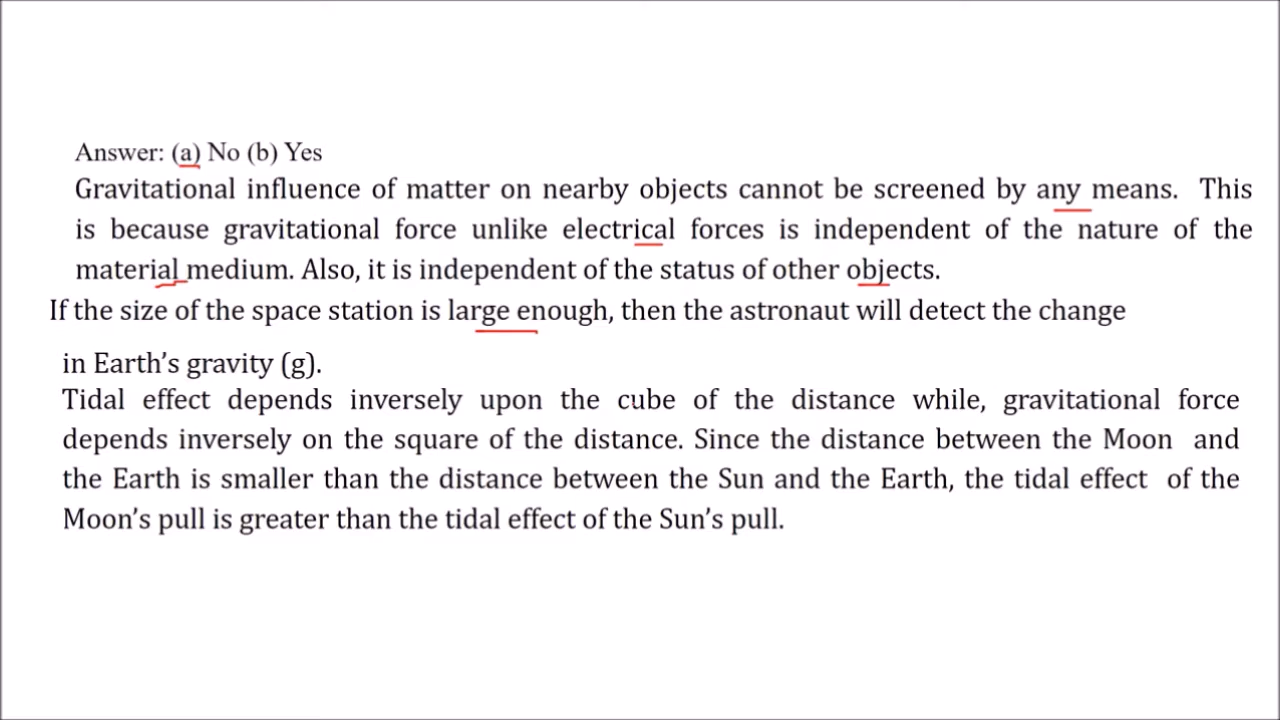 Answer: (a) No (b) Yes
Gravitational influence of matter on nearby objects cannot be screened by any means. This
is because gravitational force unlike electrical forces is independent of the nature of the
material medium. Also, it is independent of the status of other objects.
If the size of the space station is large enough, then the astronaut will detect the change
in Earth’s gravity (g).
Tidal effect depends inversely upon the cube of the distance while, gravitational force
depends inversely on the square of the distance. Since the distance between the Moon and
the Earth is smaller than the distance between the Sun and the Earth, the tidal effect of the
Moon’s pull is greater than the tidal effect of the Sun’s pull.